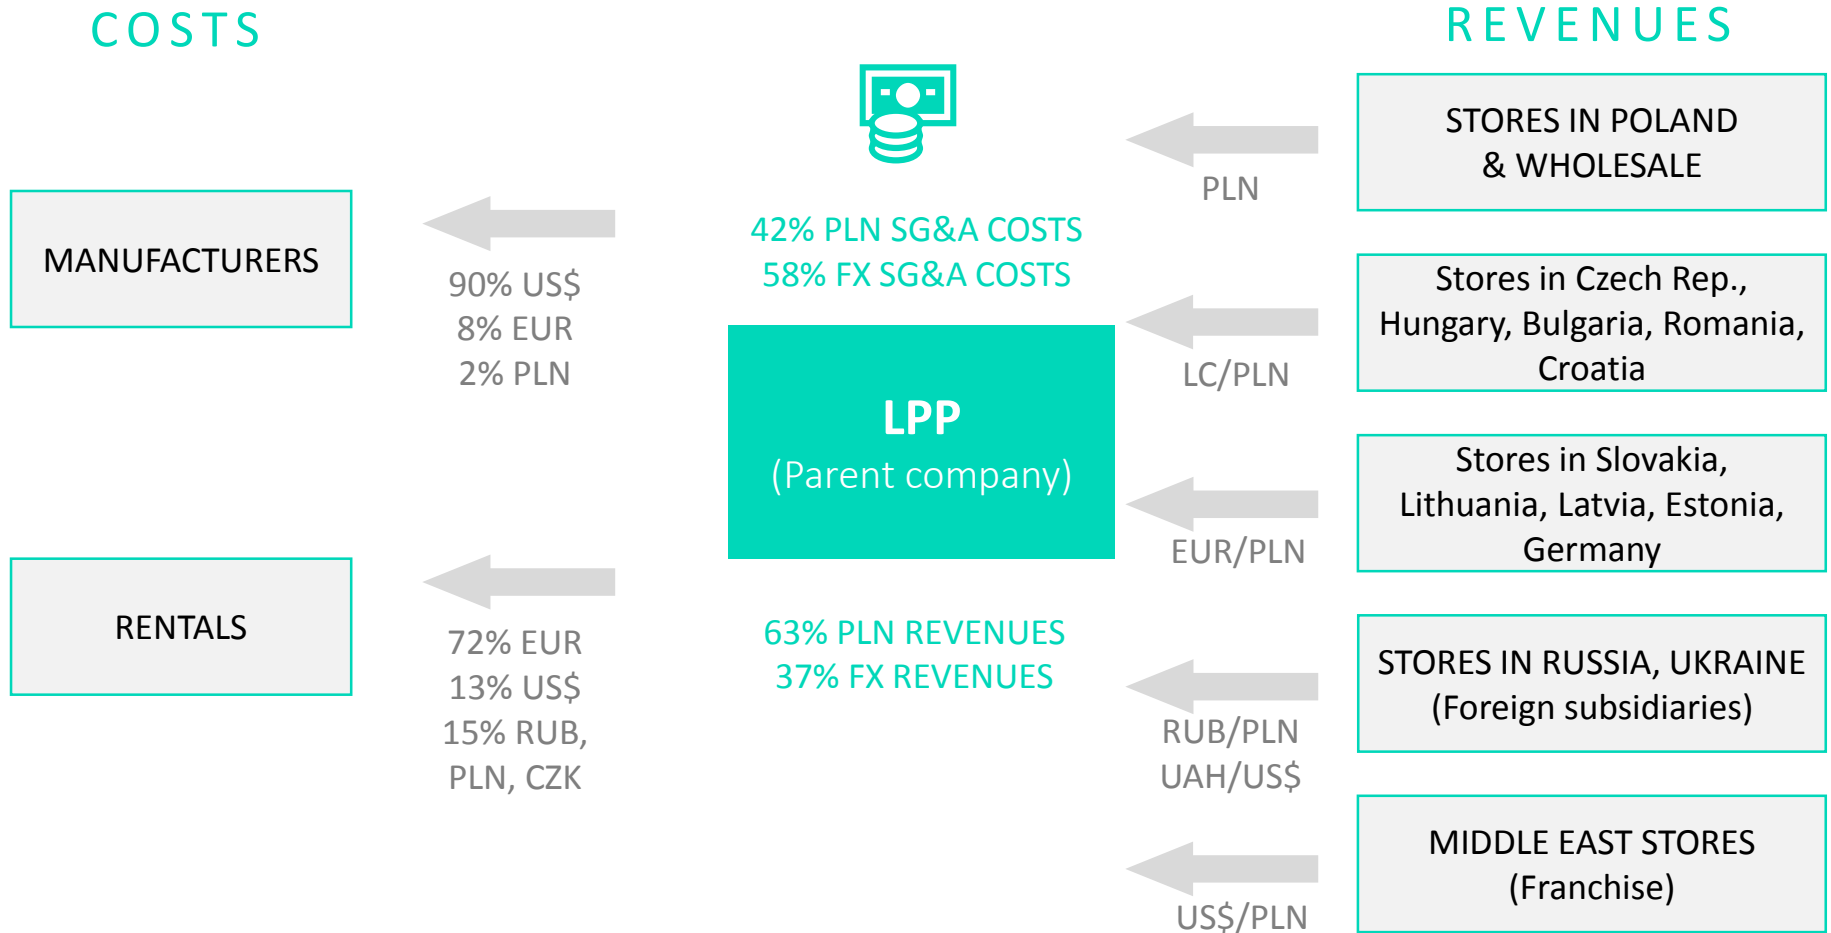 COSTS
MANUFACTURERS
90% US$
8% EUR
2% PLN
RENTALS
72% EUR
13% US$
15% RUB,
PLN, CZK
42% PLN SG&A COSTS
58% FX SG&A COSTS
LPP
(Parent company)
63% PLN REVENUES
37% FX REVENUES
REVENUES
PLN
STORES IN POLAND
& WHOLESALE
LC/PLN
Stores in Czech Rep.,
Hungary, Bulgaria, Romania,
Croatia
EUR/PLN
Stores in Slovakia,
Lithuania, Latvia, Estonia,
Germany
RUB/PLN
UAH/US$
STORES IN RUSSIA, UKRAINE
(Foreign subsidiaries)
US$/PLN
MIDDLE EAST STORES
(Franchise)